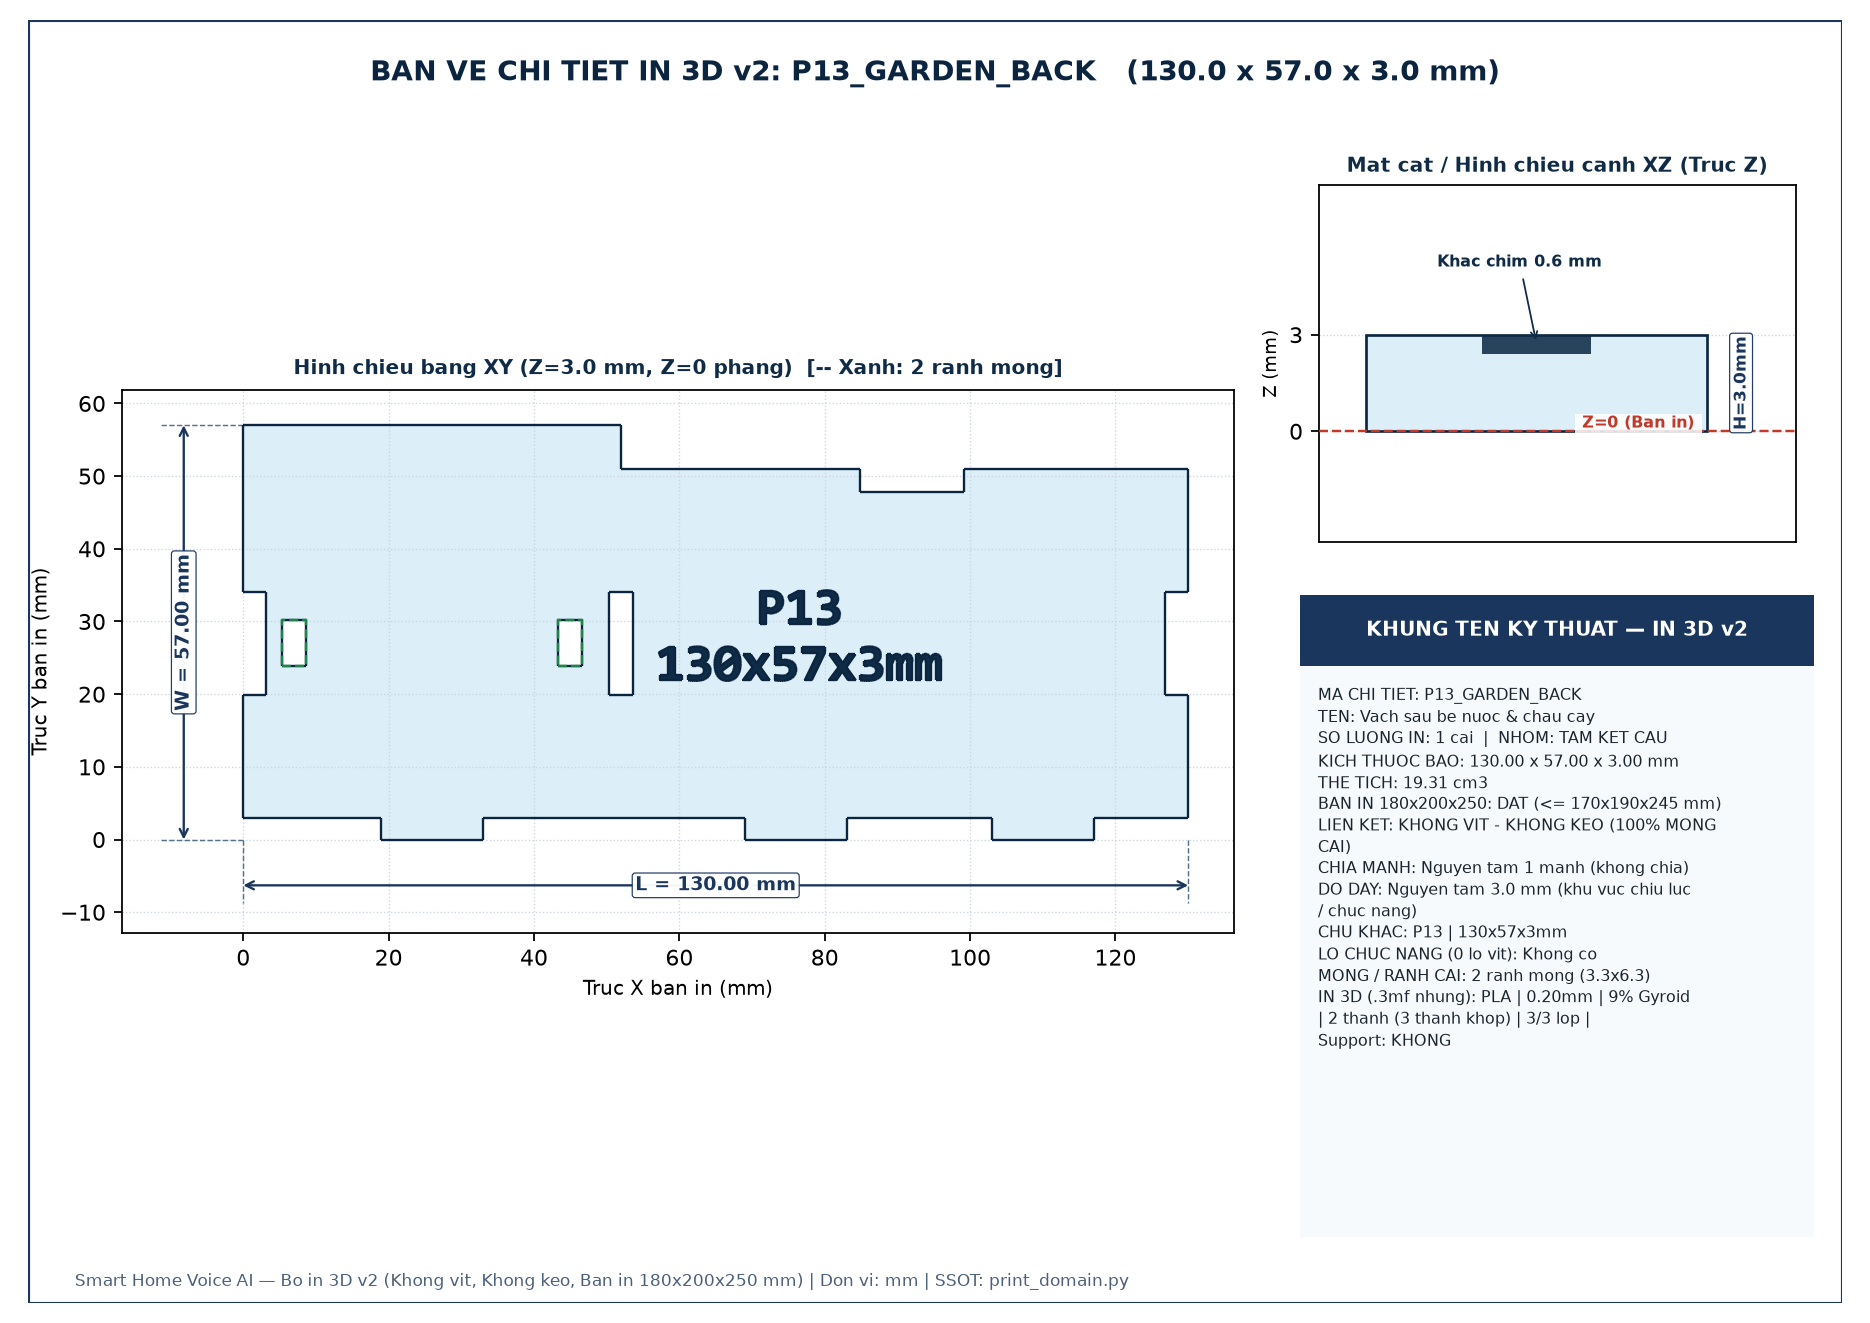 BAN VE CHI TIET IN 3D v2: P13_GARDEN_BACK (130.0 x 57.0 x 3.0 mm)
Mat cat / Hinh chieu canh XZ (Truc Z)
Khac chim 0.6 mm
Z (mm)
3
0
Z=0 (Ban in)
H=3.0mm
Hinh chieu bang XY (Z=3.0 mm, Z=0 phang) [-- Xanh: 2 ranh mong]
Truc Y ban in (mm)
60
50
40
30
20
10
0
−10
W = 57.00 mm
P13
130x57x3mm
L = 130.00 mm
0
20
40
60
80
100
120
Truc X ban in (mm)
KHUNG TEN KY THUAT — IN 3D v2
MA CHI TIET: P13_GARDEN_BACK
TEN: Vach sau be nuoc & chau cay
SO LUONG IN: 1 cai | NHOM: TAM KET CAU
KICH THUOC BAO: 130.00 x 57.00 x 3.00 mm
THE TICH: 19.31 cm3
BAN IN 180x200x250: DAT (<= 170x190x245 mm)
LIEN KET: KHONG VIT - KHONG KEO (100% MONG
CAI)
CHIA MANH: Nguyen tam 1 manh (khong chia)
DO DAY: Nguyen tam 3.0 mm (khu vuc chiu luc
/ chuc nang)
CHU KHAC: P13 | 130x57x3mm
LO CHUC NANG (0 lo vit): Khong co
MONG / RANH CAI: 2 ranh mong (3.3x6.3)
IN 3D (.3mf nhung): PLA | 0.20mm | 9% Gyroid
| 2 thanh (3 thanh khop) | 3/3 lop |
Support: KHONG
Smart Home Voice AI — Bo in 3D v2 (Khong vit, Khong keo, Ban in 180x200x250 mm) | Don vi: mm | SSOT: print_domain.py